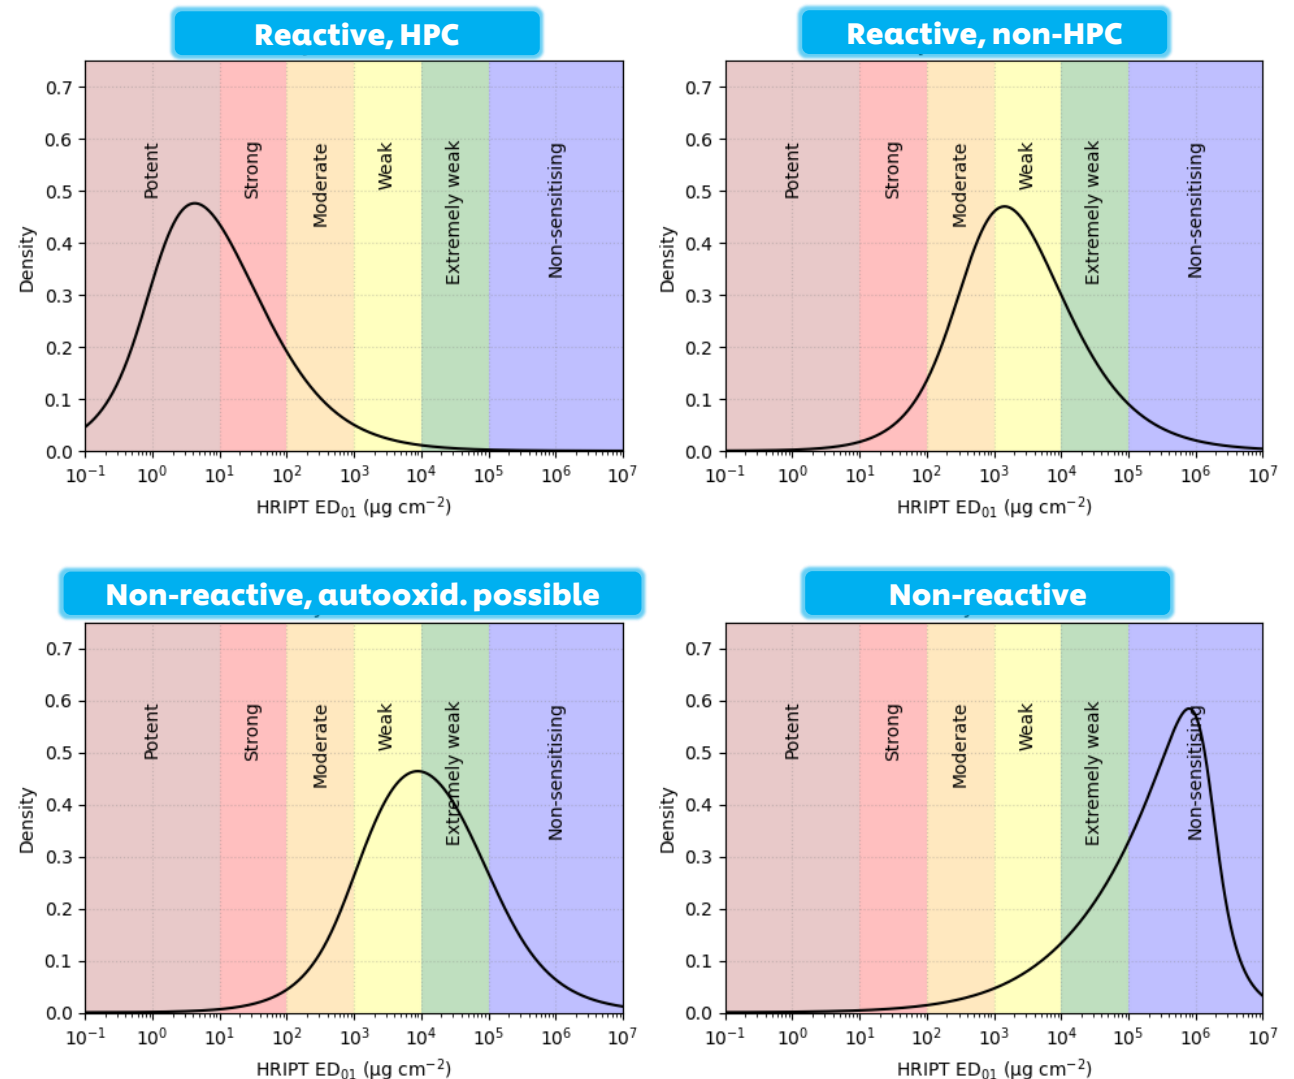 Reactive, HPC
Density
0.7
0.6
0.5
0.4
0.3
0.2
0.1
0.0
Potent
Strong
Moderate
Weak
Extremely weak
Non-sensitising
10⁻¹ 10⁰ 10¹ 10² 10³ 10⁴ 10⁵ 10⁶ 10⁷
HRIPT ED₀₁ (µg cm⁻²)
Reactive, non-HPC
Density
0.7
0.6
0.5
0.4
0.3
0.2
0.1
0.0
Potent
Strong
Moderate
Weak
Extremely weak
Non-sensitising
10⁻¹ 10⁰ 10¹ 10² 10³ 10⁴ 10⁵ 10⁶ 10⁷
HRIPT ED₀₁ (µg cm⁻²)
Non-reactive, autooxid. possible
Density
0.7
0.6
0.5
0.4
0.3
0.2
0.1
0.0
Potent
Strong
Moderate
Weak
Extremely weak
Non-sensitising
10⁻¹ 10⁰ 10¹ 10² 10³ 10⁴ 10⁵ 10⁶ 10⁷
HRIPT ED₀₁ (µg cm⁻²)
Non-reactive
Density
0.7
0.6
0.5
0.4
0.3
0.2
0.1
0.0
Potent
Strong
Moderate
Weak
Extremely weak
Non-sensitising
10⁻¹ 10⁰ 10¹ 10² 10³ 10⁴ 10⁵ 10⁶ 10⁷
HRIPT ED₀₁ (µg cm⁻²)